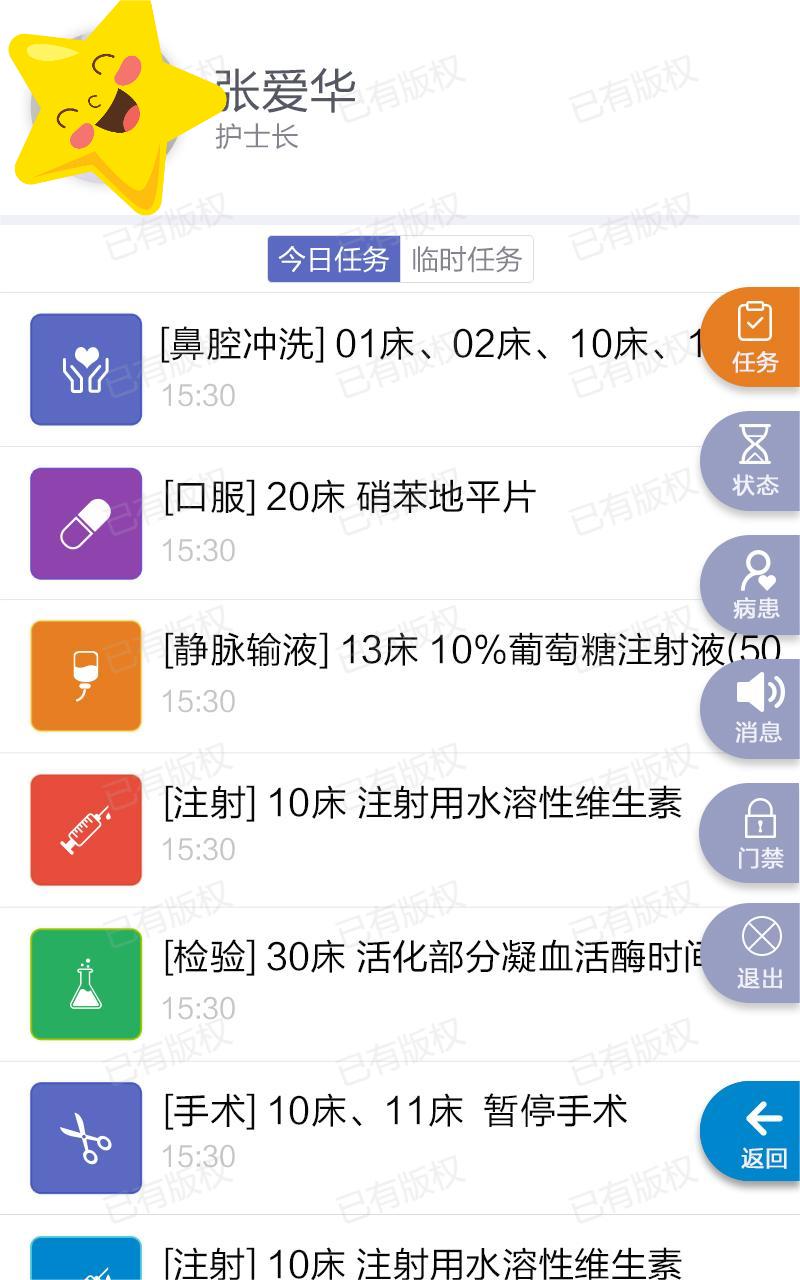 张爱华
护士长
今日任务 临时任务
[鼻腔冲洗] 01床、02床、10床、1
15:30
任务
状态
[口服] 20床 硝苯地平片
15:30
病患
[静脉输液] 13床 10%葡萄糖注射液(50
15:30
消息
[注射] 10床 注射用水溶性维生素
15:30
门禁
[检验] 30床 活化部分凝血活酶时间
15:30
退出
[手术] 10床、11床 暂停手术
15:30
返回
[注射] 10床 注射用水溶性维生素
已有版权